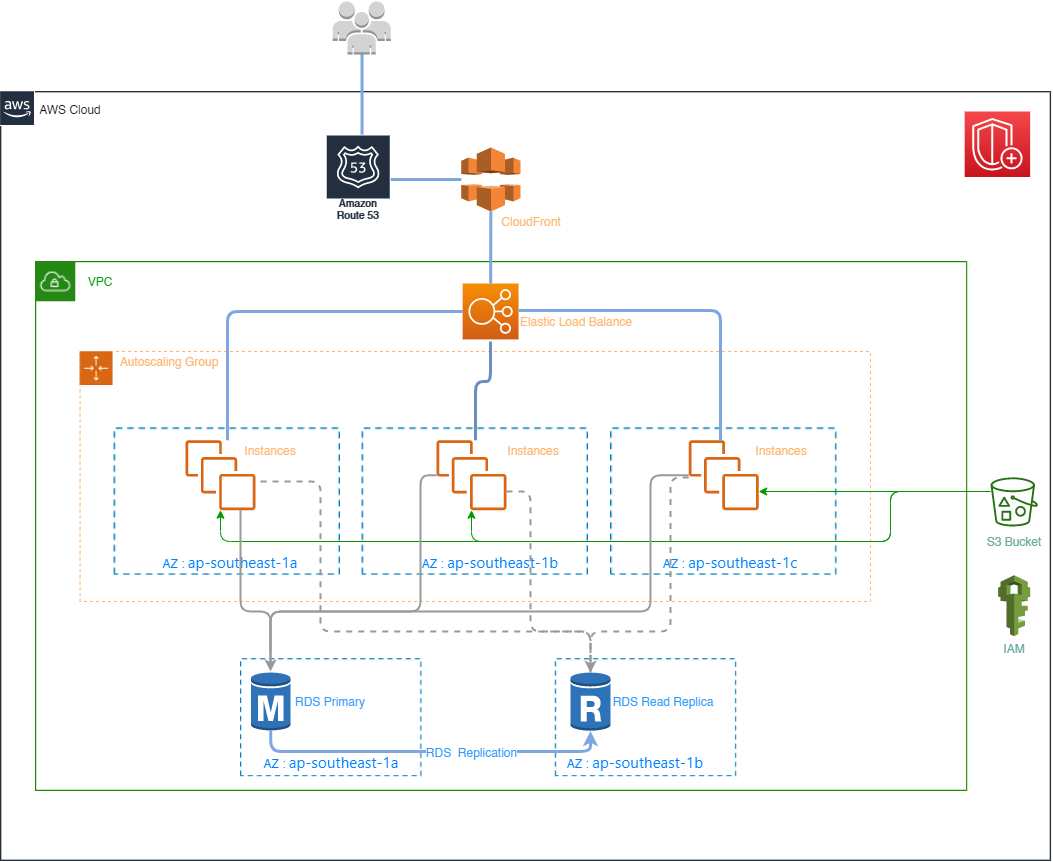 aws
AWS Cloud
53
Amazon
Route 53
CloudFront
VPC
Elastic Load Balance
Autoscaling Group
Instances
Instances
Instances
S3 Bucket
AZ : ap-southeast-1a
AZ : ap-southeast-1b
AZ : ap-southeast-1c
IAM
M
RDS Primary
R
RDS Read Replica
RDS Replication
AZ : ap-southeast-1a
AZ : ap-southeast-1b